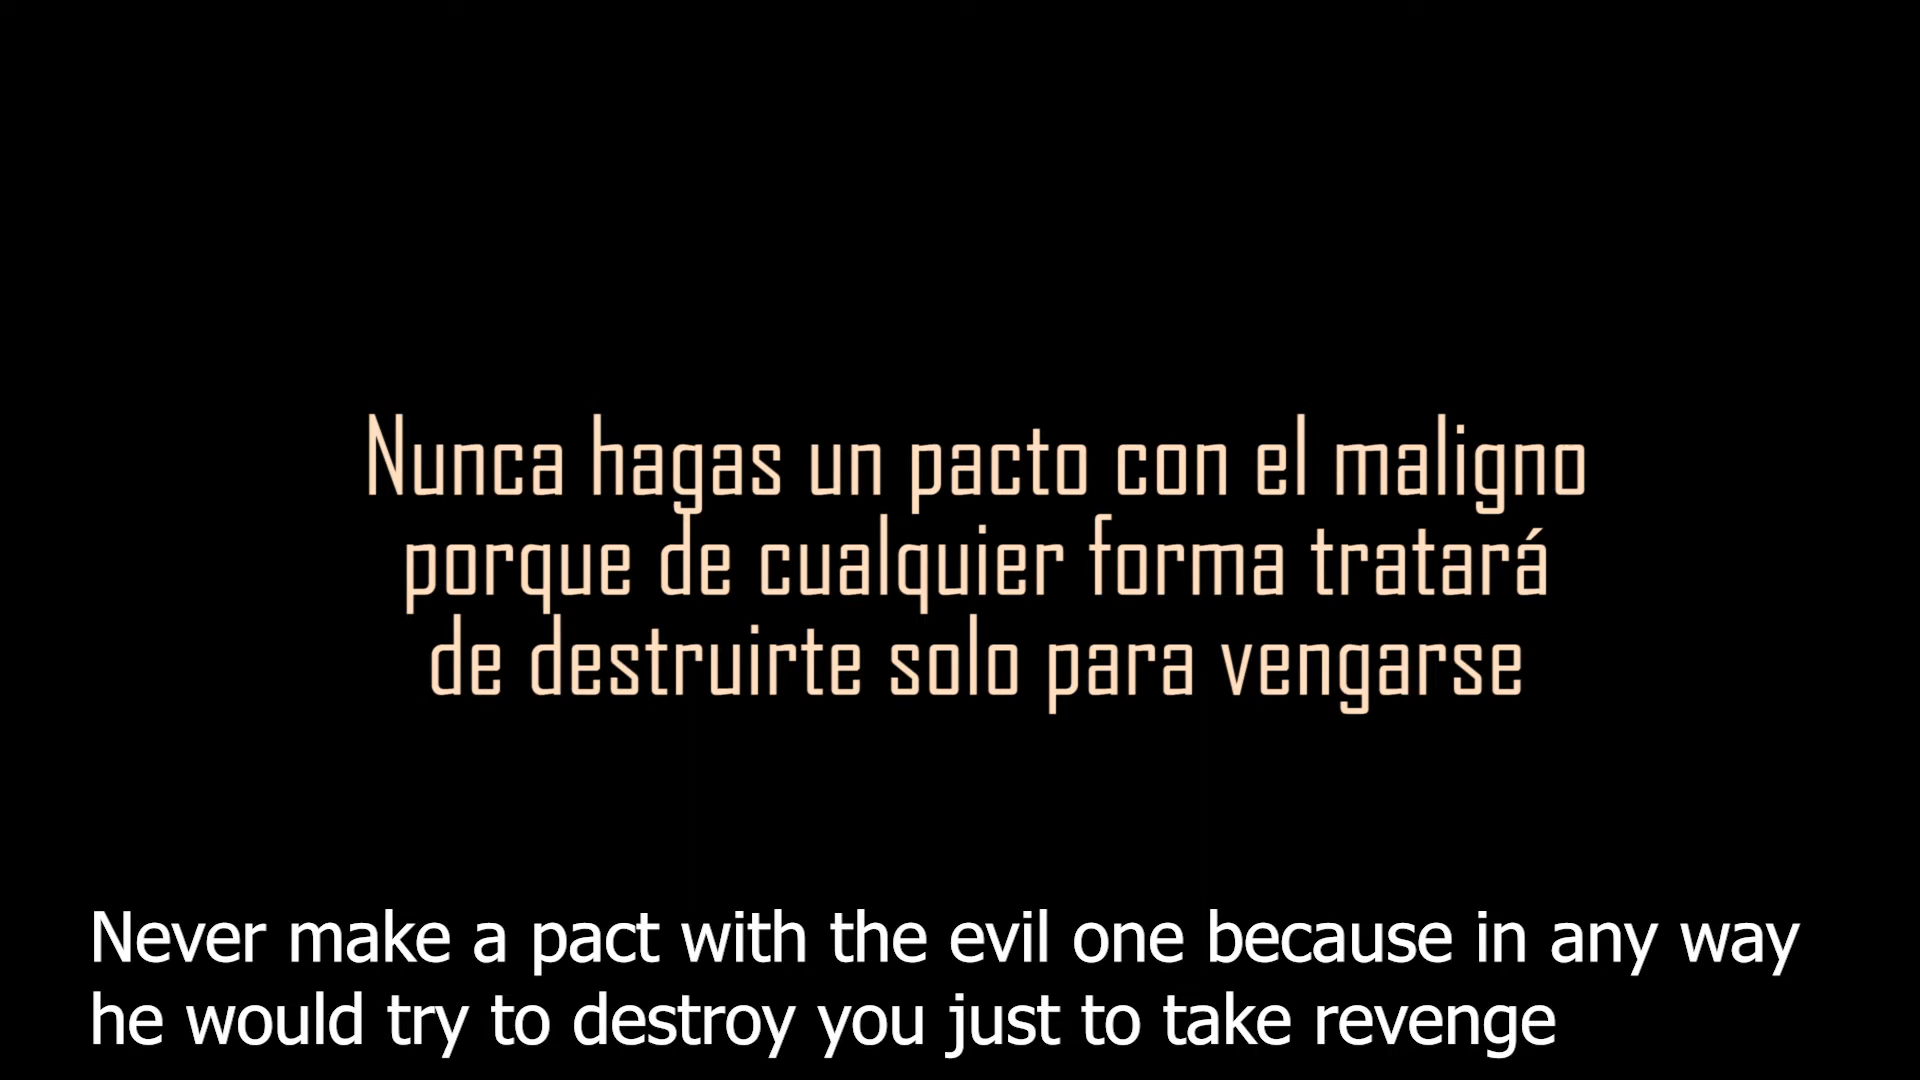 Nunca hagas un pacto con el maligno
porque de cualquier forma tratará
de destruirte solo para vengarse
Never make a pact with the evil one because in any way
he would try to destroy you just to take revenge